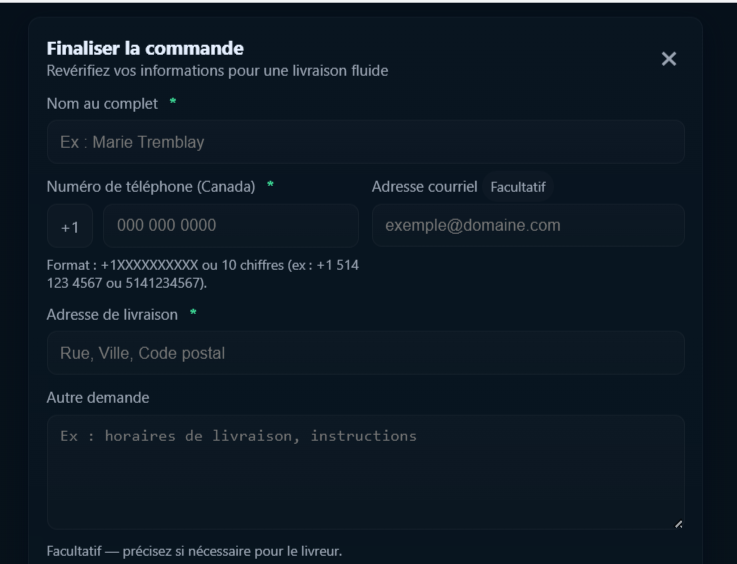 Finaliser la commande
Revérifiez vos informations pour une livraison fluide
Nom au complet *
Ex : Marie Tremblay
Numéro de téléphone (Canada) *
Adresse courriel Facultatif
+1
000 000 0000
exemple@domaine.com
Format : +1XXXXXXXXXX ou 10 chiffres (ex : +1 514
123 4567 ou 5141234567).
Adresse de livraison *
Rue, Ville, Code postal
Autre demande
Ex : horaires de livraison, instructions
Facultatif — précisez si nécessaire pour le livreur.